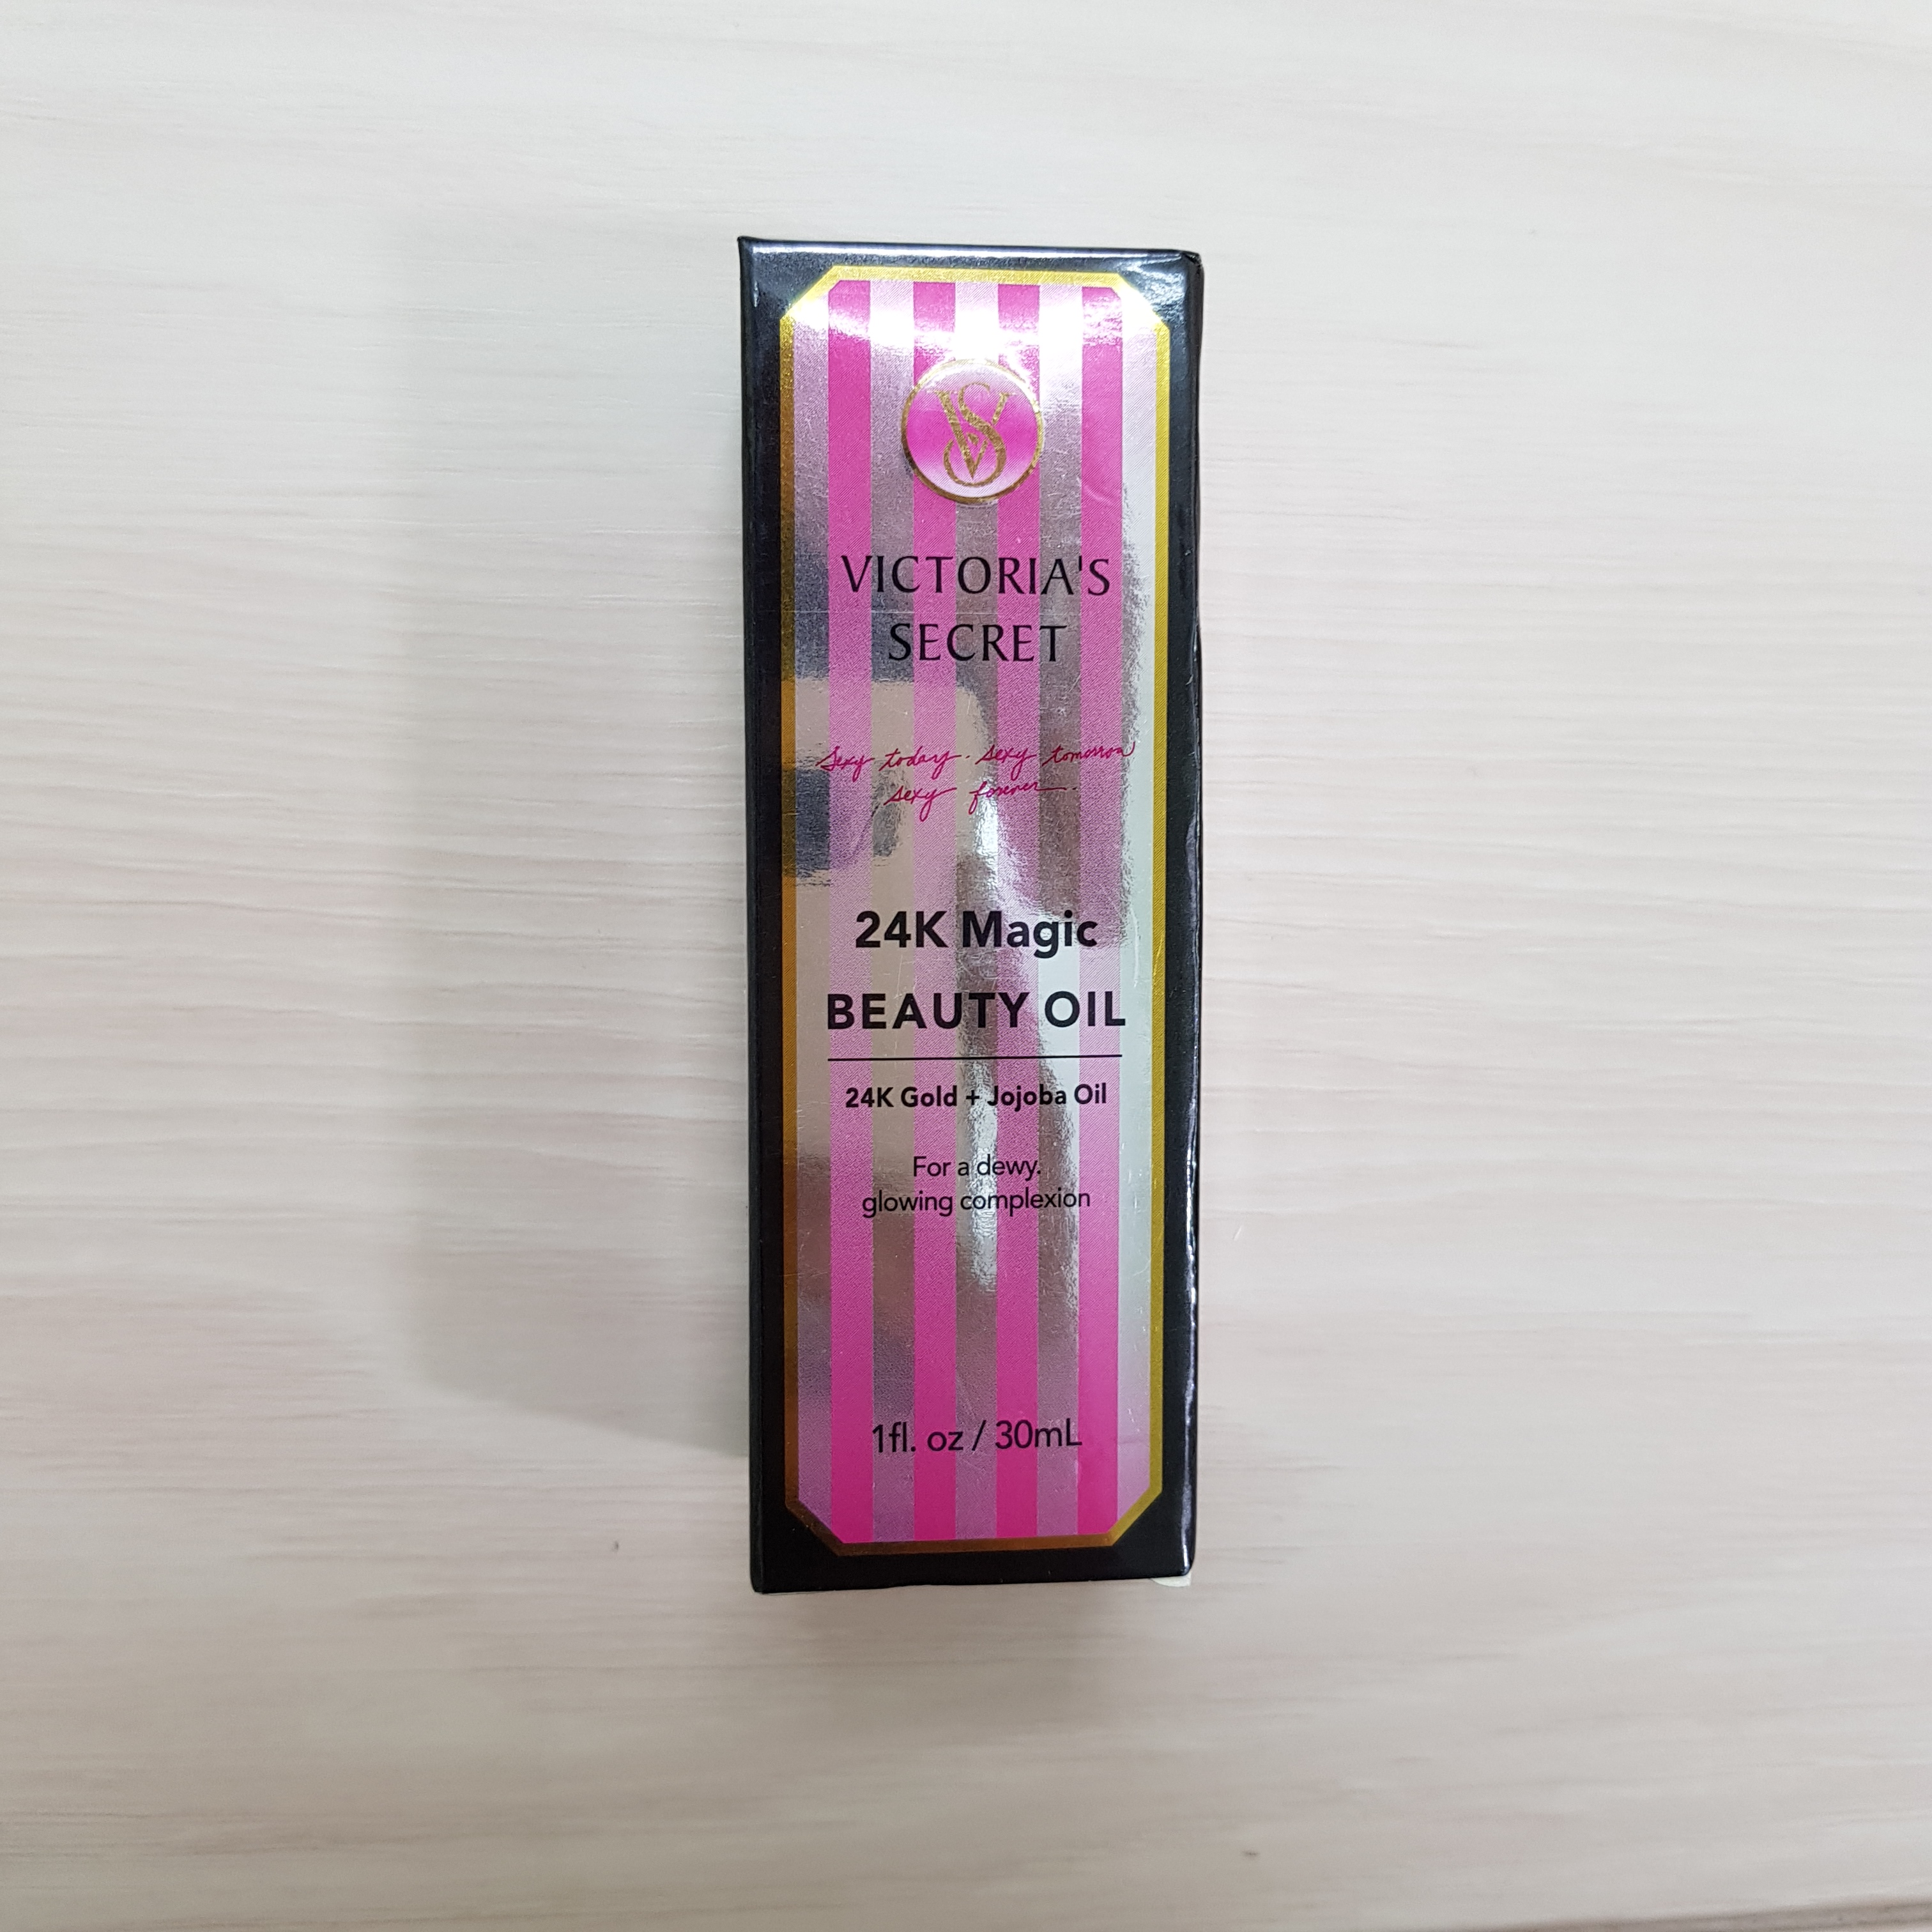 VS
VICTORIA'S
SECRET
Sexy today. sexy tomorrow
sexy forever.
24K Magic
BEAUTY OIL
24K Gold + Jojoba Oil
For a dewy.
glowing complexion
1fl. oz / 30mL